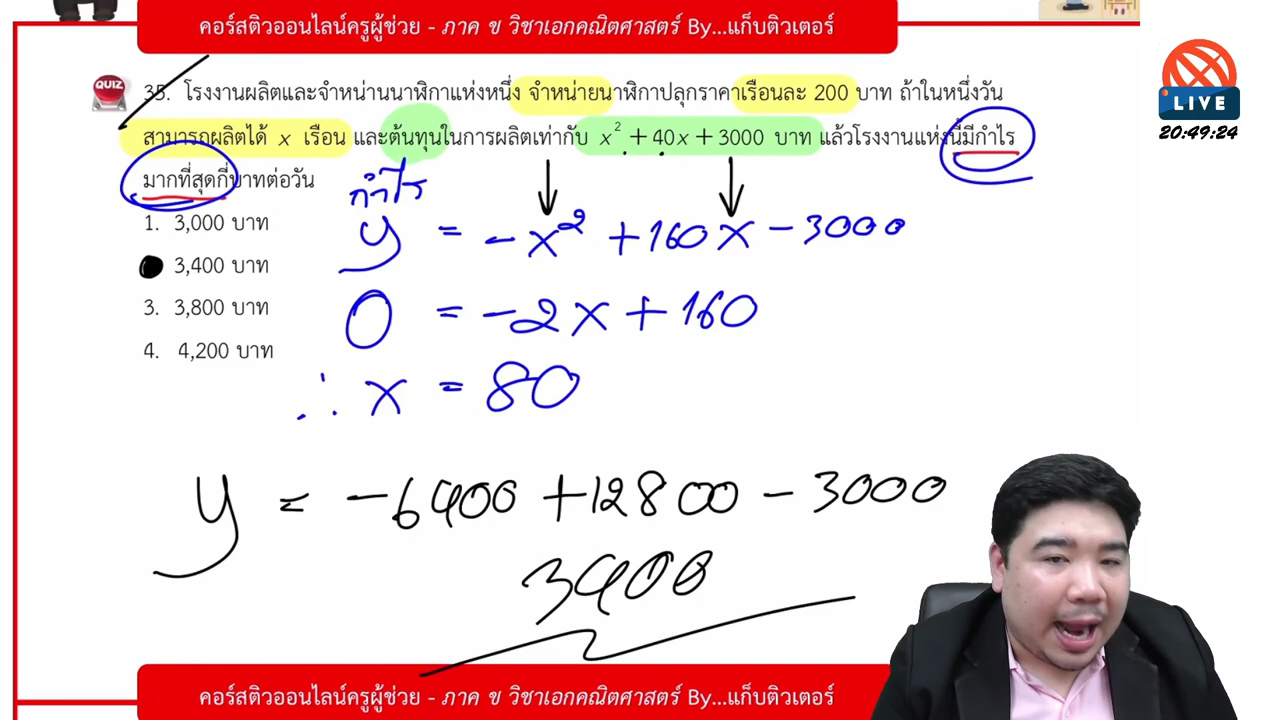 คอร์สติวออนไลน์ครูผู้ช่วย - ภาค ข วิชาเอกคณิตศาสตร์ By...แก็บติวเตอร์
LIVE
20:49:24
QUIZ
35. โรงงานผลิตและจำหน่านนาฬิกาแห่งหนึ่ง จำหน่ายนาฬิกาปลุกราคาเรือนละ 200 บาท ถ้าในหนึ่งวัน
สามารถผลิตได้ x เรือน และต้นทุนในการผลิตเท่ากับ x² + 40x + 3000 บาท แล้วโรงงานแห่งนี้มีกำไร
มากที่สุดกี่บาทต่อวัน
1. 3,000 บาท
3,400 บาท
3. 3,800 บาท
4. 4,200 บาท
กำไร
y = -x² + 160x - 3000
0 = -2x + 160
∴ x = 80
y = -6400 + 12800 - 3000
3400
คอร์สติวออนไลน์ครูผู้ช่วย - ภาค ข วิชาเอกคณิตศาสตร์ By...แก็บติวเตอร์